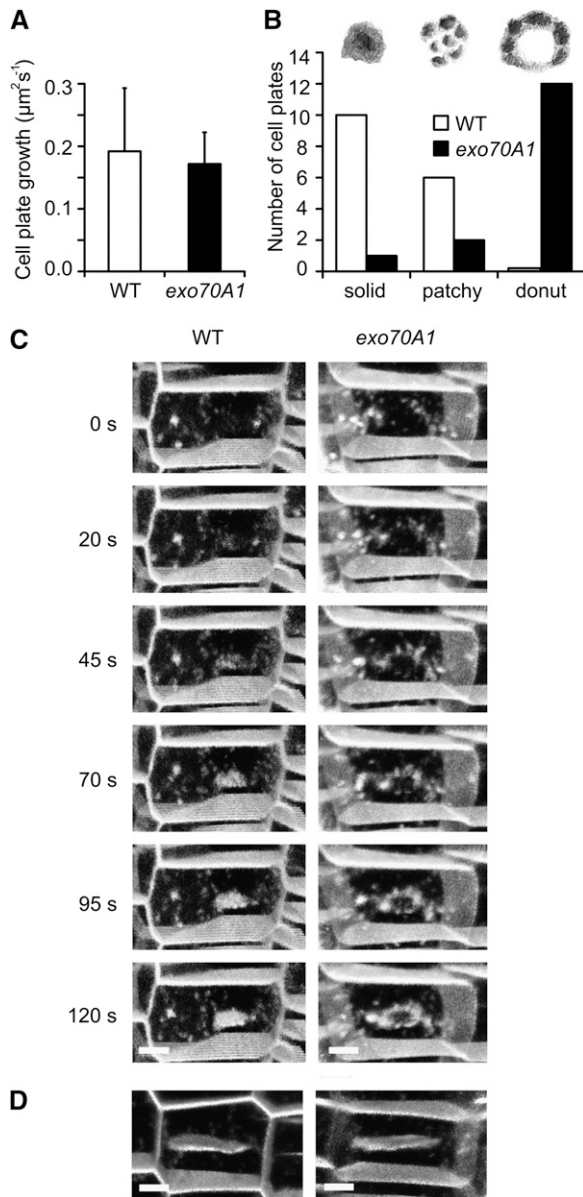 A
Cell plate growth (µm² s⁻¹)
0.3
0.2
0.1
0.0
WT
exo70A1
B
Number of cell plates
14
12
10
8
6
4
2
0
WT
exo70A1
solid
patchy
donut
C
WT
exo70A1
0 s
20 s
45 s
70 s
95 s
120 s
D